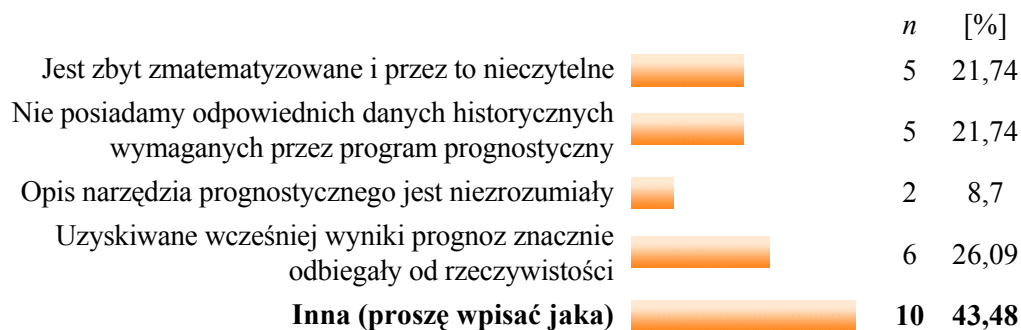 n [%]
Jest zbyt zmatematyzowane i przez to nieczytelne 5 21,74
Nie posiadamy odpowiednich danych historycznych
wymaganych przez program prognostyczny 5 21,74
Opis narzędzia prognostycznego jest niezrozumiały 2 8,7
Uzyskiwane wcześniej wyniki prognoz znacznie
odbiegały od rzeczywistości 6 26,09
Inna (proszę wpisać jaka) 10 43,48